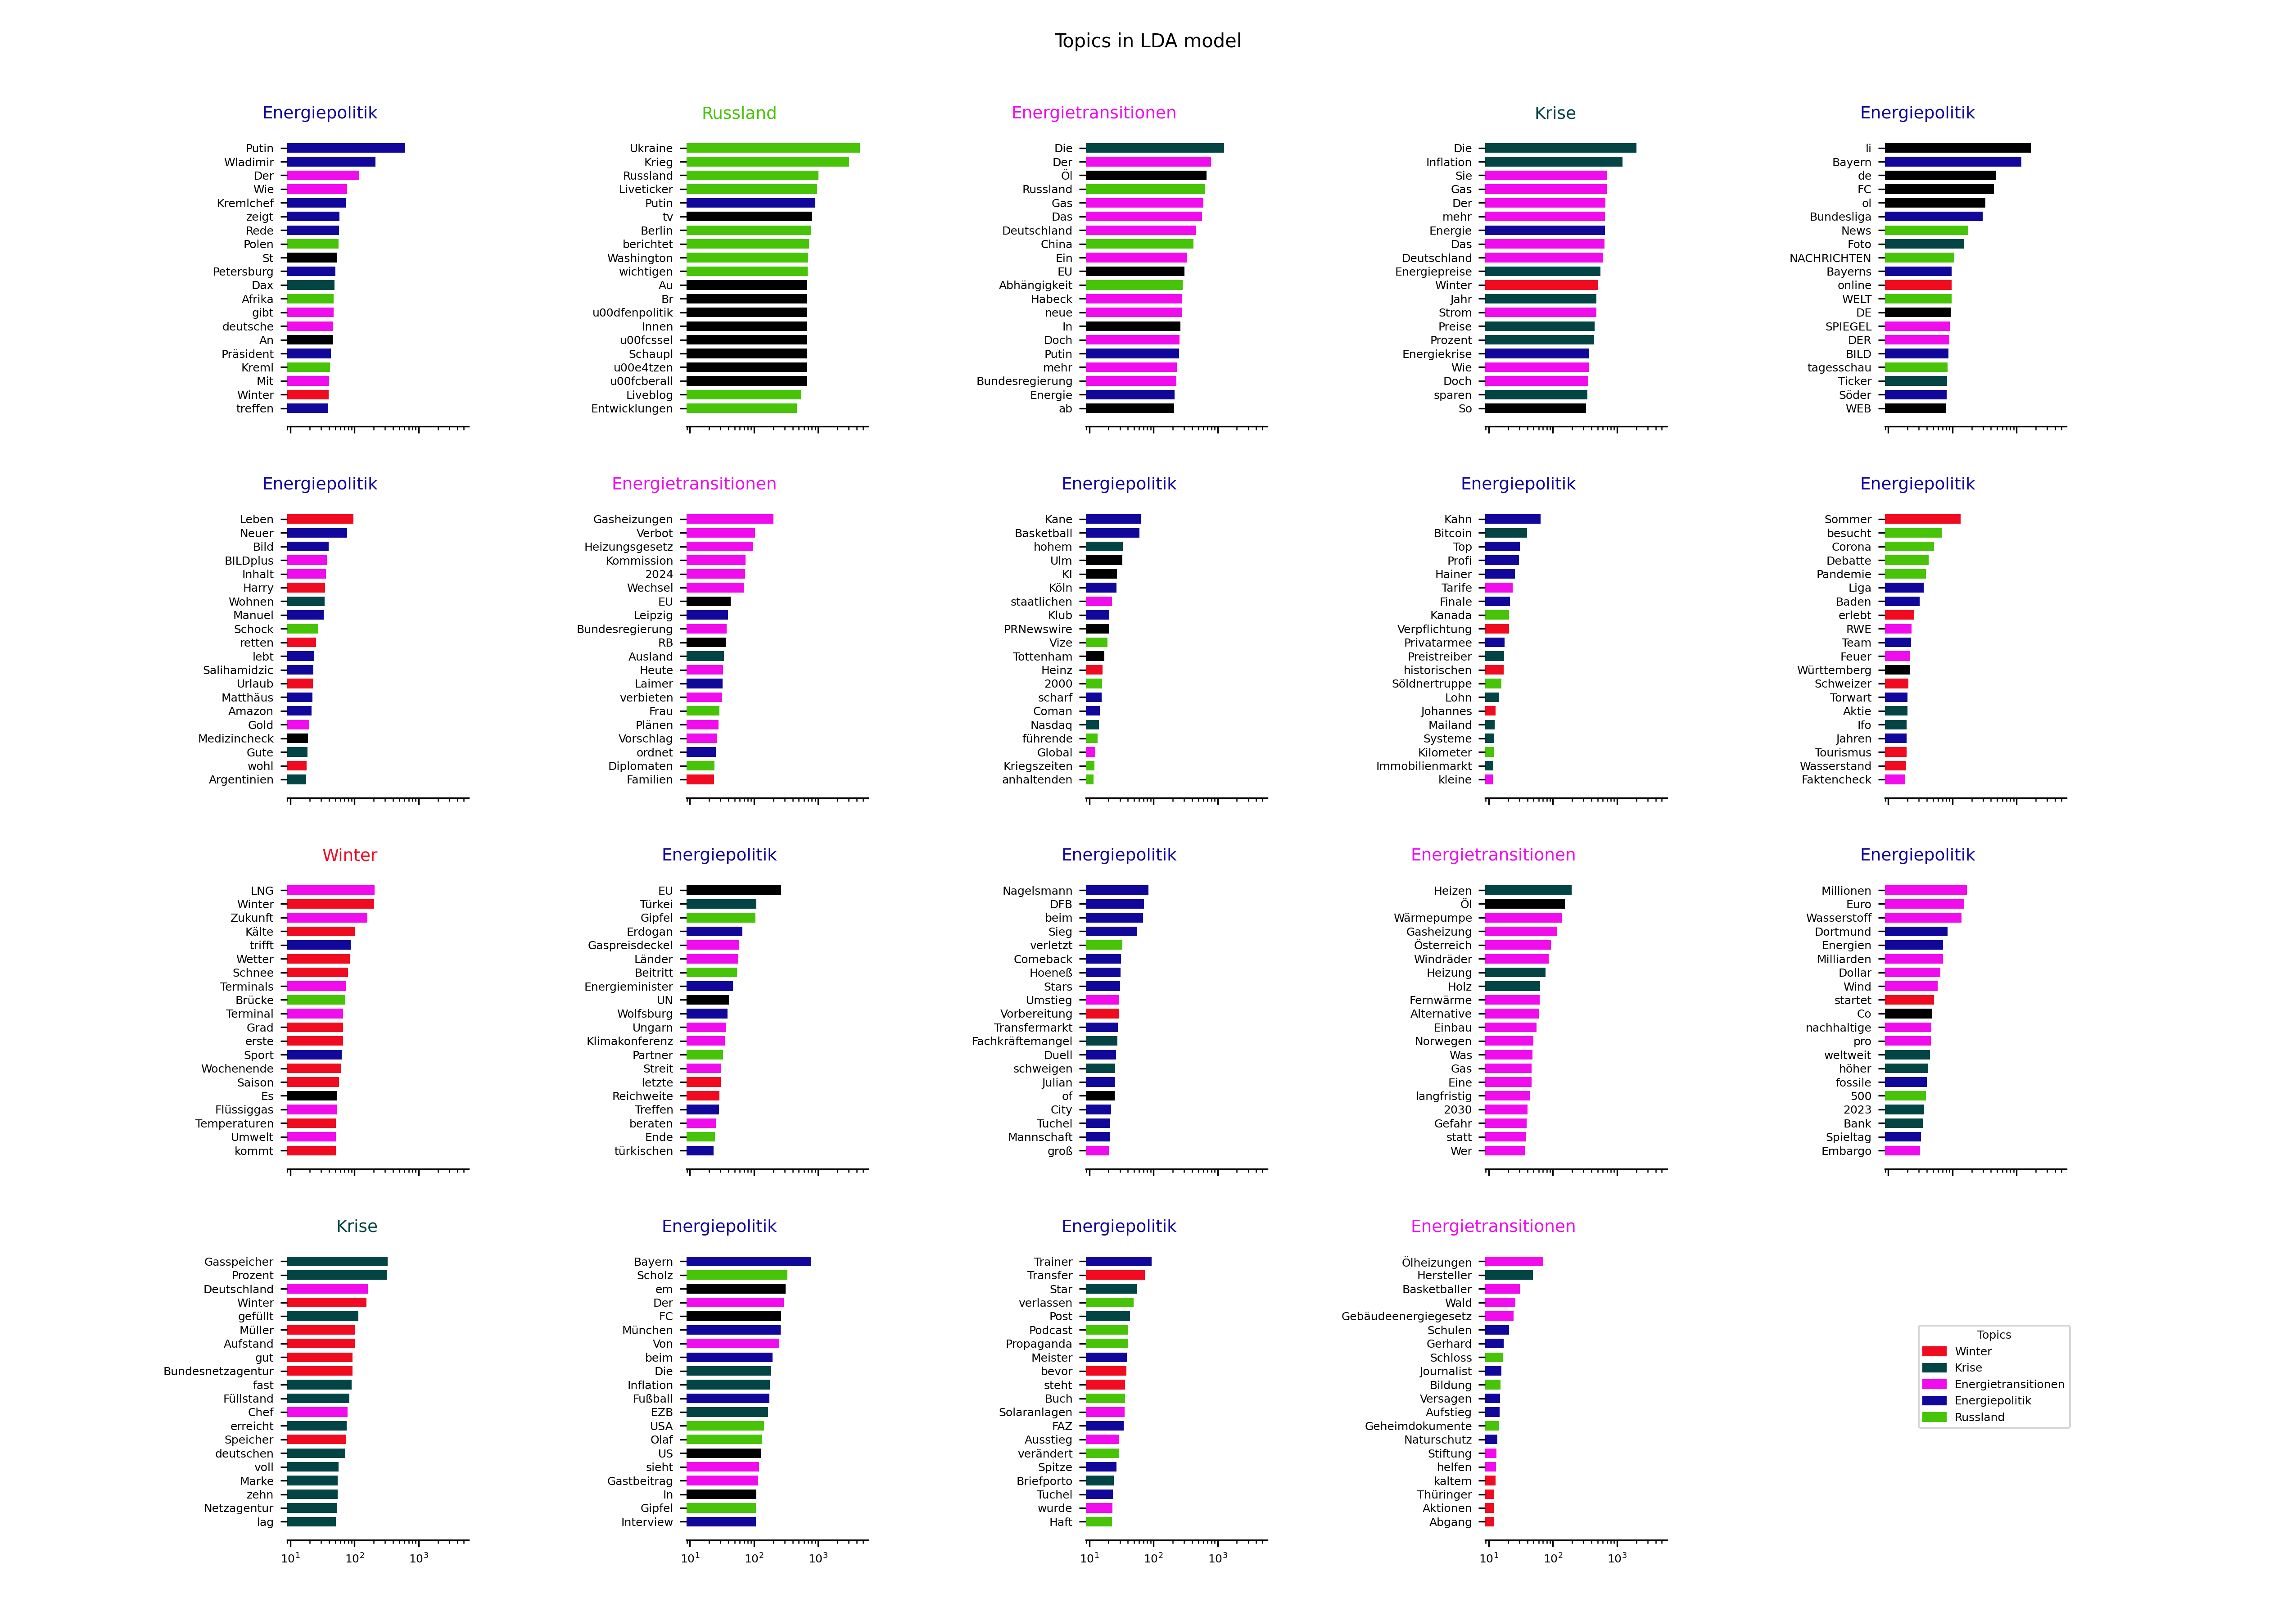 Topics in LDA model
Energiepolitik
Putin
Wladimir
Der
Wie
Kremlchef
zeigt
Rede
Polen
St
Petersburg
Dax
Afrika
gibt
deutsche
An
Präsident
Kreml
Mit
Winter
treffen
Russland
Ukraine
Krieg
Russland
Liveticker
Putin
tv
Berlin
berichtet
Washington
wichtigen
Au
Br
u00dfenpolitik
Innen
u00fcssel
Schaupl
u00e4tzen
u00fcberall
Liveblog
Entwicklungen
Energietransitionen
Die
Der
Öl
Russland
Gas
Das
Deutschland
China
Ein
EU
Abhängigkeit
Habeck
neue
In
Doch
Putin
mehr
Bundesregierung
Energie
ab
Krise
Die
Inflation
Sie
Gas
Der
mehr
Energie
Das
Deutschland
Energiepreise
Winter
Jahr
Strom
Preise
Prozent
Energiekrise
Wie
Doch
sparen
So
Energiepolitik
li
Bayern
de
FC
ol
Bundesliga
News
Foto
NACHRICHTEN
Bayerns
online
WELT
DE
SPIEGEL
DER
BILD
tagesschau
Ticker
Söder
WEB
Energiepolitik
Leben
Neuer
Bild
BILDplus
Inhalt
Harry
Wohnen
Manuel
Schock
retten
lebt
Salihamidzic
Urlaub
Matthäus
Amazon
Gold
Medizincheck
Gute
wohl
Argentinien
Energietransitionen
Gasheizungen
Verbot
Heizungsgesetz
Kommission
2024
Wechsel
EU
Leipzig
Bundesregierung
RB
Ausland
Heute
Laimer
verbieten
Frau
Plänen
Vorschlag
ordnet
Diplomaten
Familien
Energiepolitik
Kane
Basketball
hohem
Ulm
KI
Köln
staatlichen
Klub
PRNewswire
Vize
Tottenham
Heinz
2000
scharf
Coman
Nasdaq
führende
Global
Kriegszeiten
anhaltenden
Energiepolitik
Kahn
Bitcoin
Top
Profi
Hainer
Tarife
Finale
Kanada
Verpflichtung
Privatarmee
Preistreiber
historischen
Söldnertruppe
Lohn
Johannes
Mailand
Systeme
Kilometer
Immobilienmarkt
kleine
Energiepolitik
Sommer
besucht
Corona
Debatte
Pandemie
Liga
Baden
erlebt
RWE
Team
Feuer
Württemberg
Schweizer
Torwart
Aktie
Ifo
Jahren
Tourismus
Wasserstand
Faktencheck
Winter
LNG
Winter
Zukunft
Kälte
trifft
Wetter
Schnee
Terminals
Brücke
Terminal
Grad
erste
Sport
Wochenende
Saison
Es
Flüssiggas
Temperaturen
Umwelt
kommt
Energiepolitik
EU
Türkei
Gipfel
Erdogan
Gaspreisdeckel
Länder
Beitritt
Energieminister
UN
Wolfsburg
Ungarn
Klimakonferenz
Partner
Streit
letzte
Reichweite
Treffen
beraten
Ende
türkischen
Energiepolitik
Nagelsmann
DFB
beim
Sieg
verletzt
Comeback
Hoeneß
Stars
Umstieg
Vorbereitung
Transfermarkt
Fachkräftemangel
Duell
schweigen
Julian
of
City
Tuchel
Mannschaft
groß
Energietransitionen
Heizen
Öl
Wärmepumpe
Gasheizung
Österreich
Windräder
Heizung
Holz
Fernwärme
Alternative
Einbau
Norwegen
Was
Gas
Eine
langfristig
2030
Gefahr
statt
Wer
Energiepolitik
Millionen
Euro
Wasserstoff
Dortmund
Energien
Milliarden
Dollar
Wind
startet
Co
nachhaltige
pro
weltweit
höher
fossile
500
2023
Bank
Spieltag
Embargo
Krise
Gasspeicher
Prozent
Deutschland
Winter
gefüllt
Müller
Aufstand
gut
Bundesnetzagentur
fast
Füllstand
Chef
erreicht
Speicher
deutschen
voll
Marke
zehn
Netzagentur
lag
10¹ 10² 10³
Energiepolitik
Bayern
Scholz
em
Der
FC
München
Von
beim
Die
Inflation
Fußball
EZB
USA
Olaf
US
sieht
Gastbeitrag
In
Gipfel
Interview
10¹ 10² 10³
Energiepolitik
Trainer
Transfer
Star
verlassen
Post
Podcast
Propaganda
Meister
bevor
steht
Buch
Solaranlagen
FAZ
Ausstieg
verändert
Spitze
Briefporto
Tuchel
wurde
Haft
10¹ 10² 10³
Energietransitionen
Ölheizungen
Hersteller
Basketballer
Wald
Gebäudeenergiegesetz
Schulen
Gerhard
Schloss
Journalist
Bildung
Versagen
Aufstieg
Geheimdokumente
Naturschutz
Stiftung
helfen
kaltem
Thüringer
Aktionen
Abgang
10¹ 10² 10³
Topics
Winter
Krise
Energietransitionen
Energiepolitik
Russland